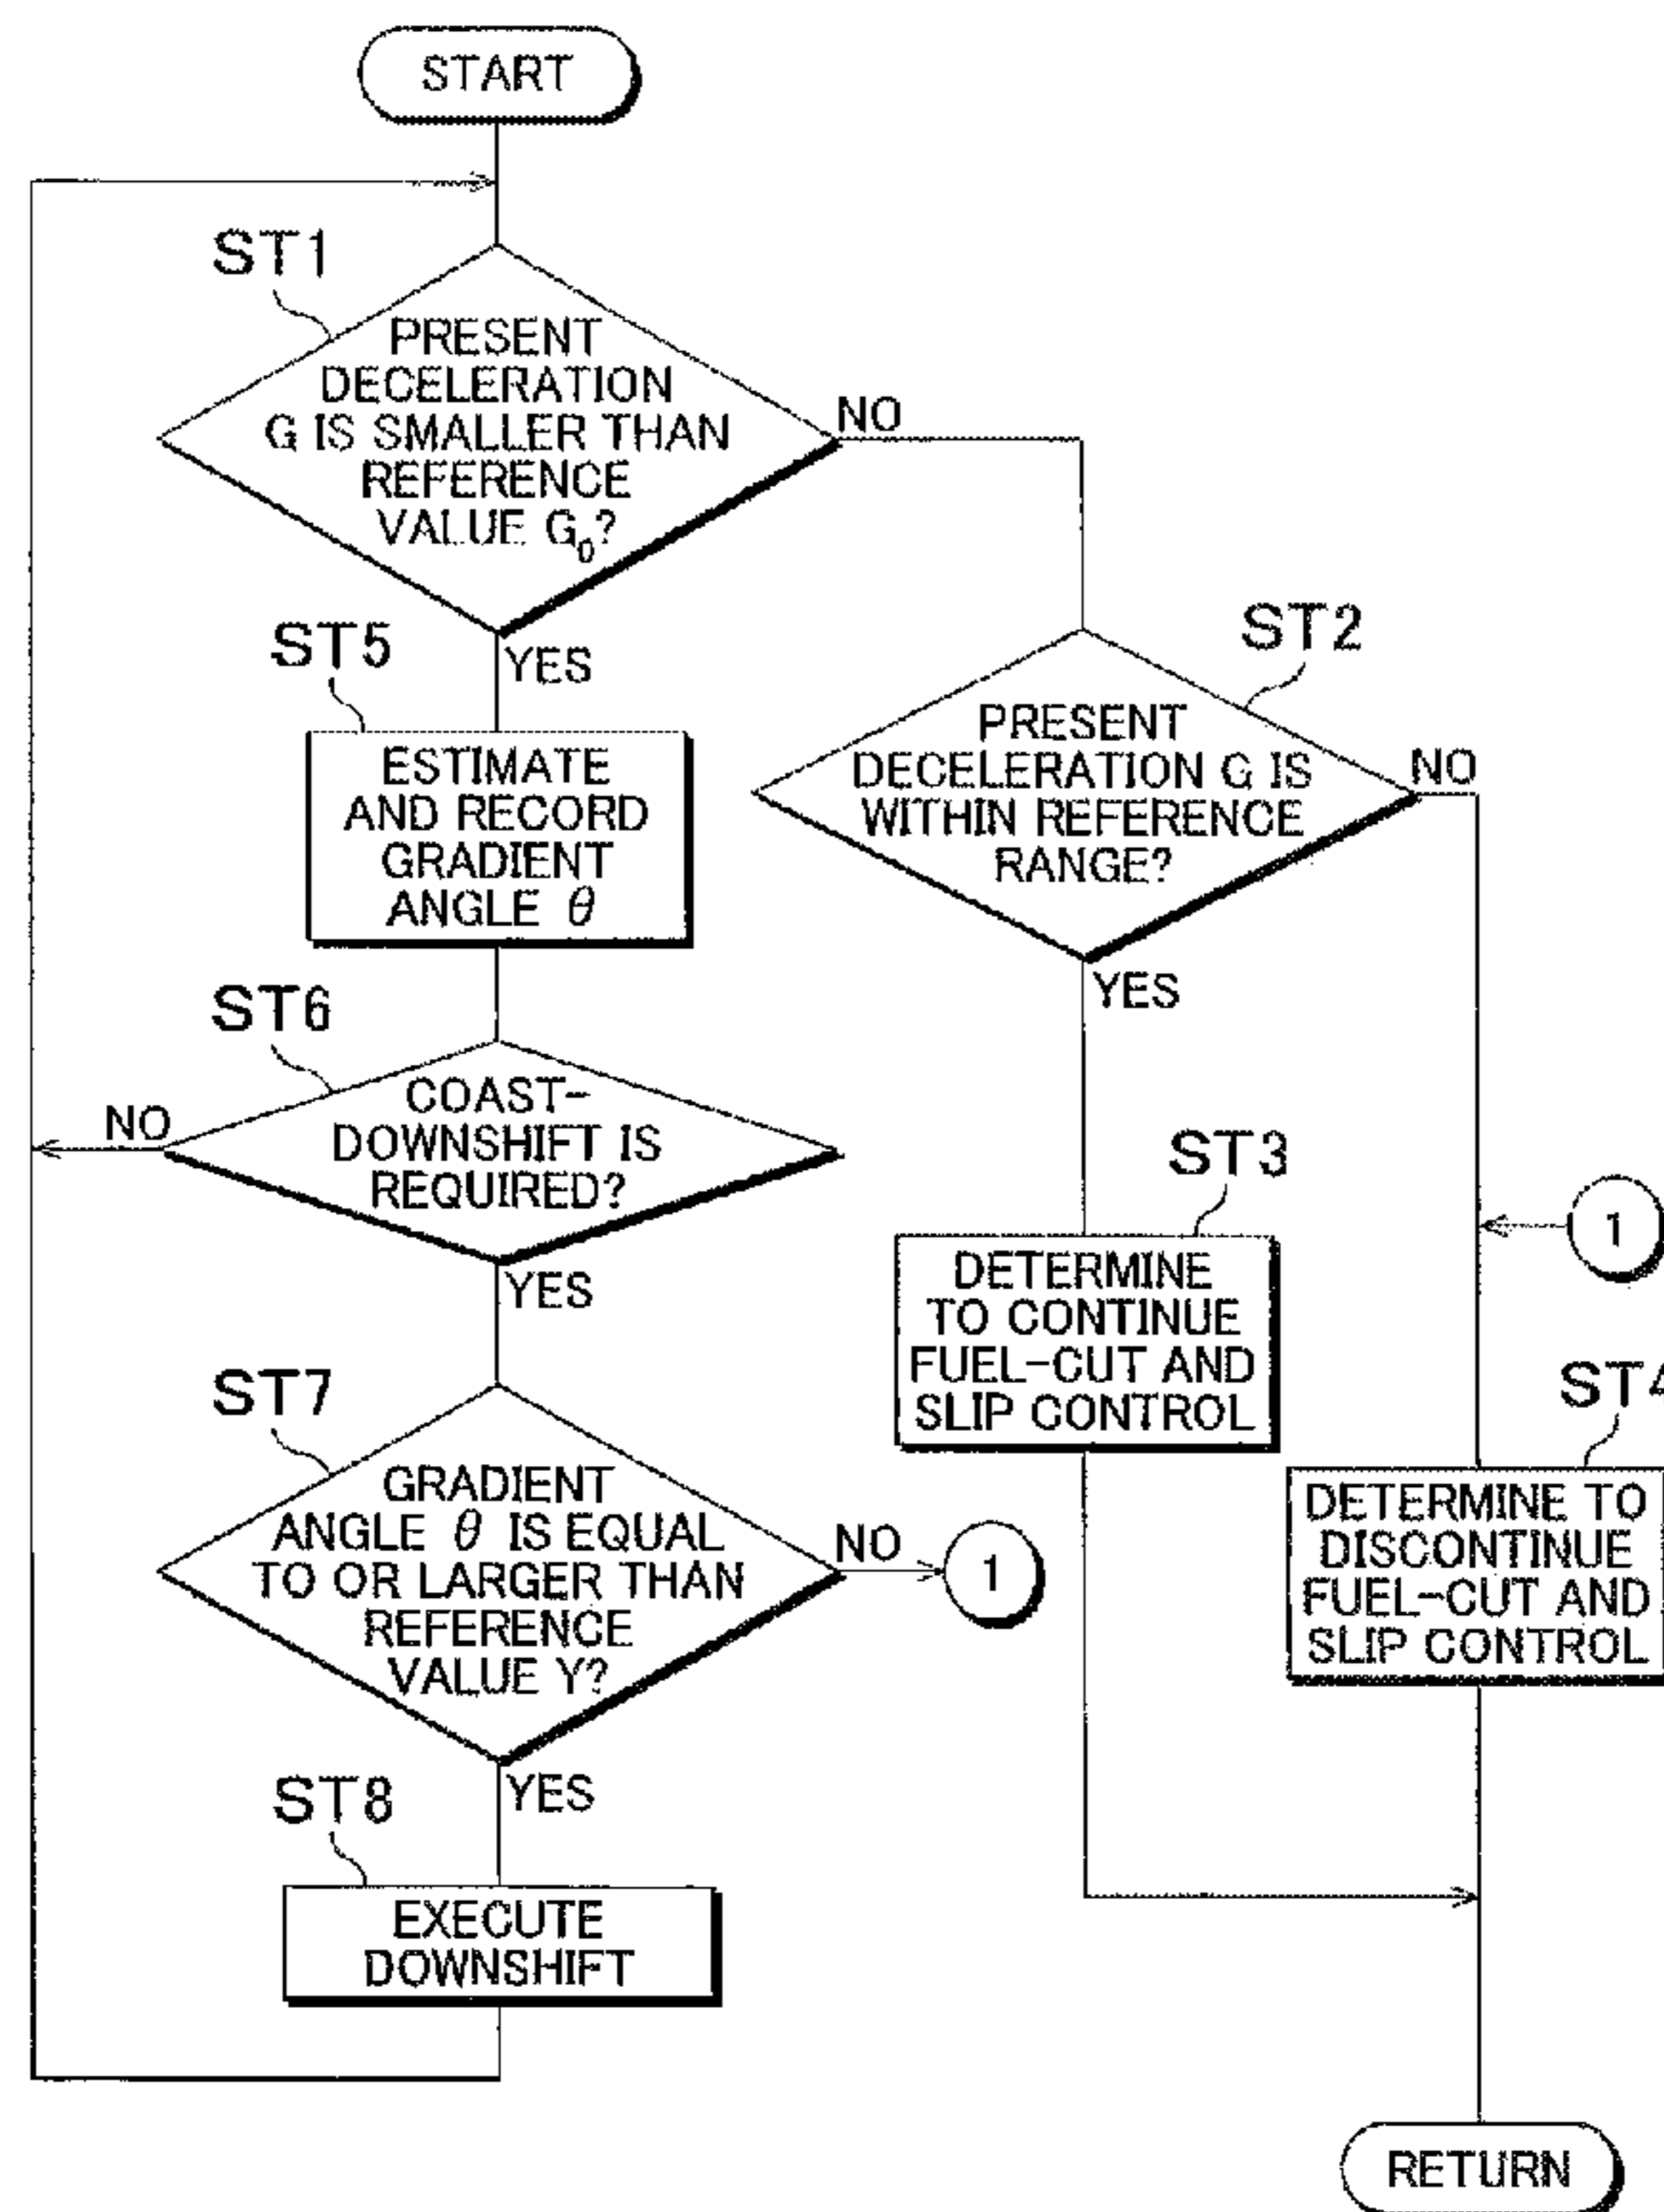 START
ST1
PRESENT
DECELERATION
G IS SMALLER THAN
REFERENCE
VALUE G₀?
NO
YES
ST5
ESTIMATE
AND RECORD
GRADIENT
ANGLE θ
ST2
PRESENT
DECELERATION G IS
WITHIN REFERENCE
RANGE?
NO
YES
ST6
COAST-
DOWNSHIFT IS
REQUIRED?
NO
YES
ST3
DETERMINE
TO CONTINUE
FUEL-CUT AND
SLIP CONTROL
1
ST7
GRADIENT
ANGLE θ IS EQUAL
TO OR LARGER THAN
REFERENCE
VALUE Y?
NO
1
YES
ST4
DETERMINE TO
DISCONTINUE
FUEL-CUT AND
SLIP CONTROL
ST8
EXECUTE
DOWNSHIFT
RETURN